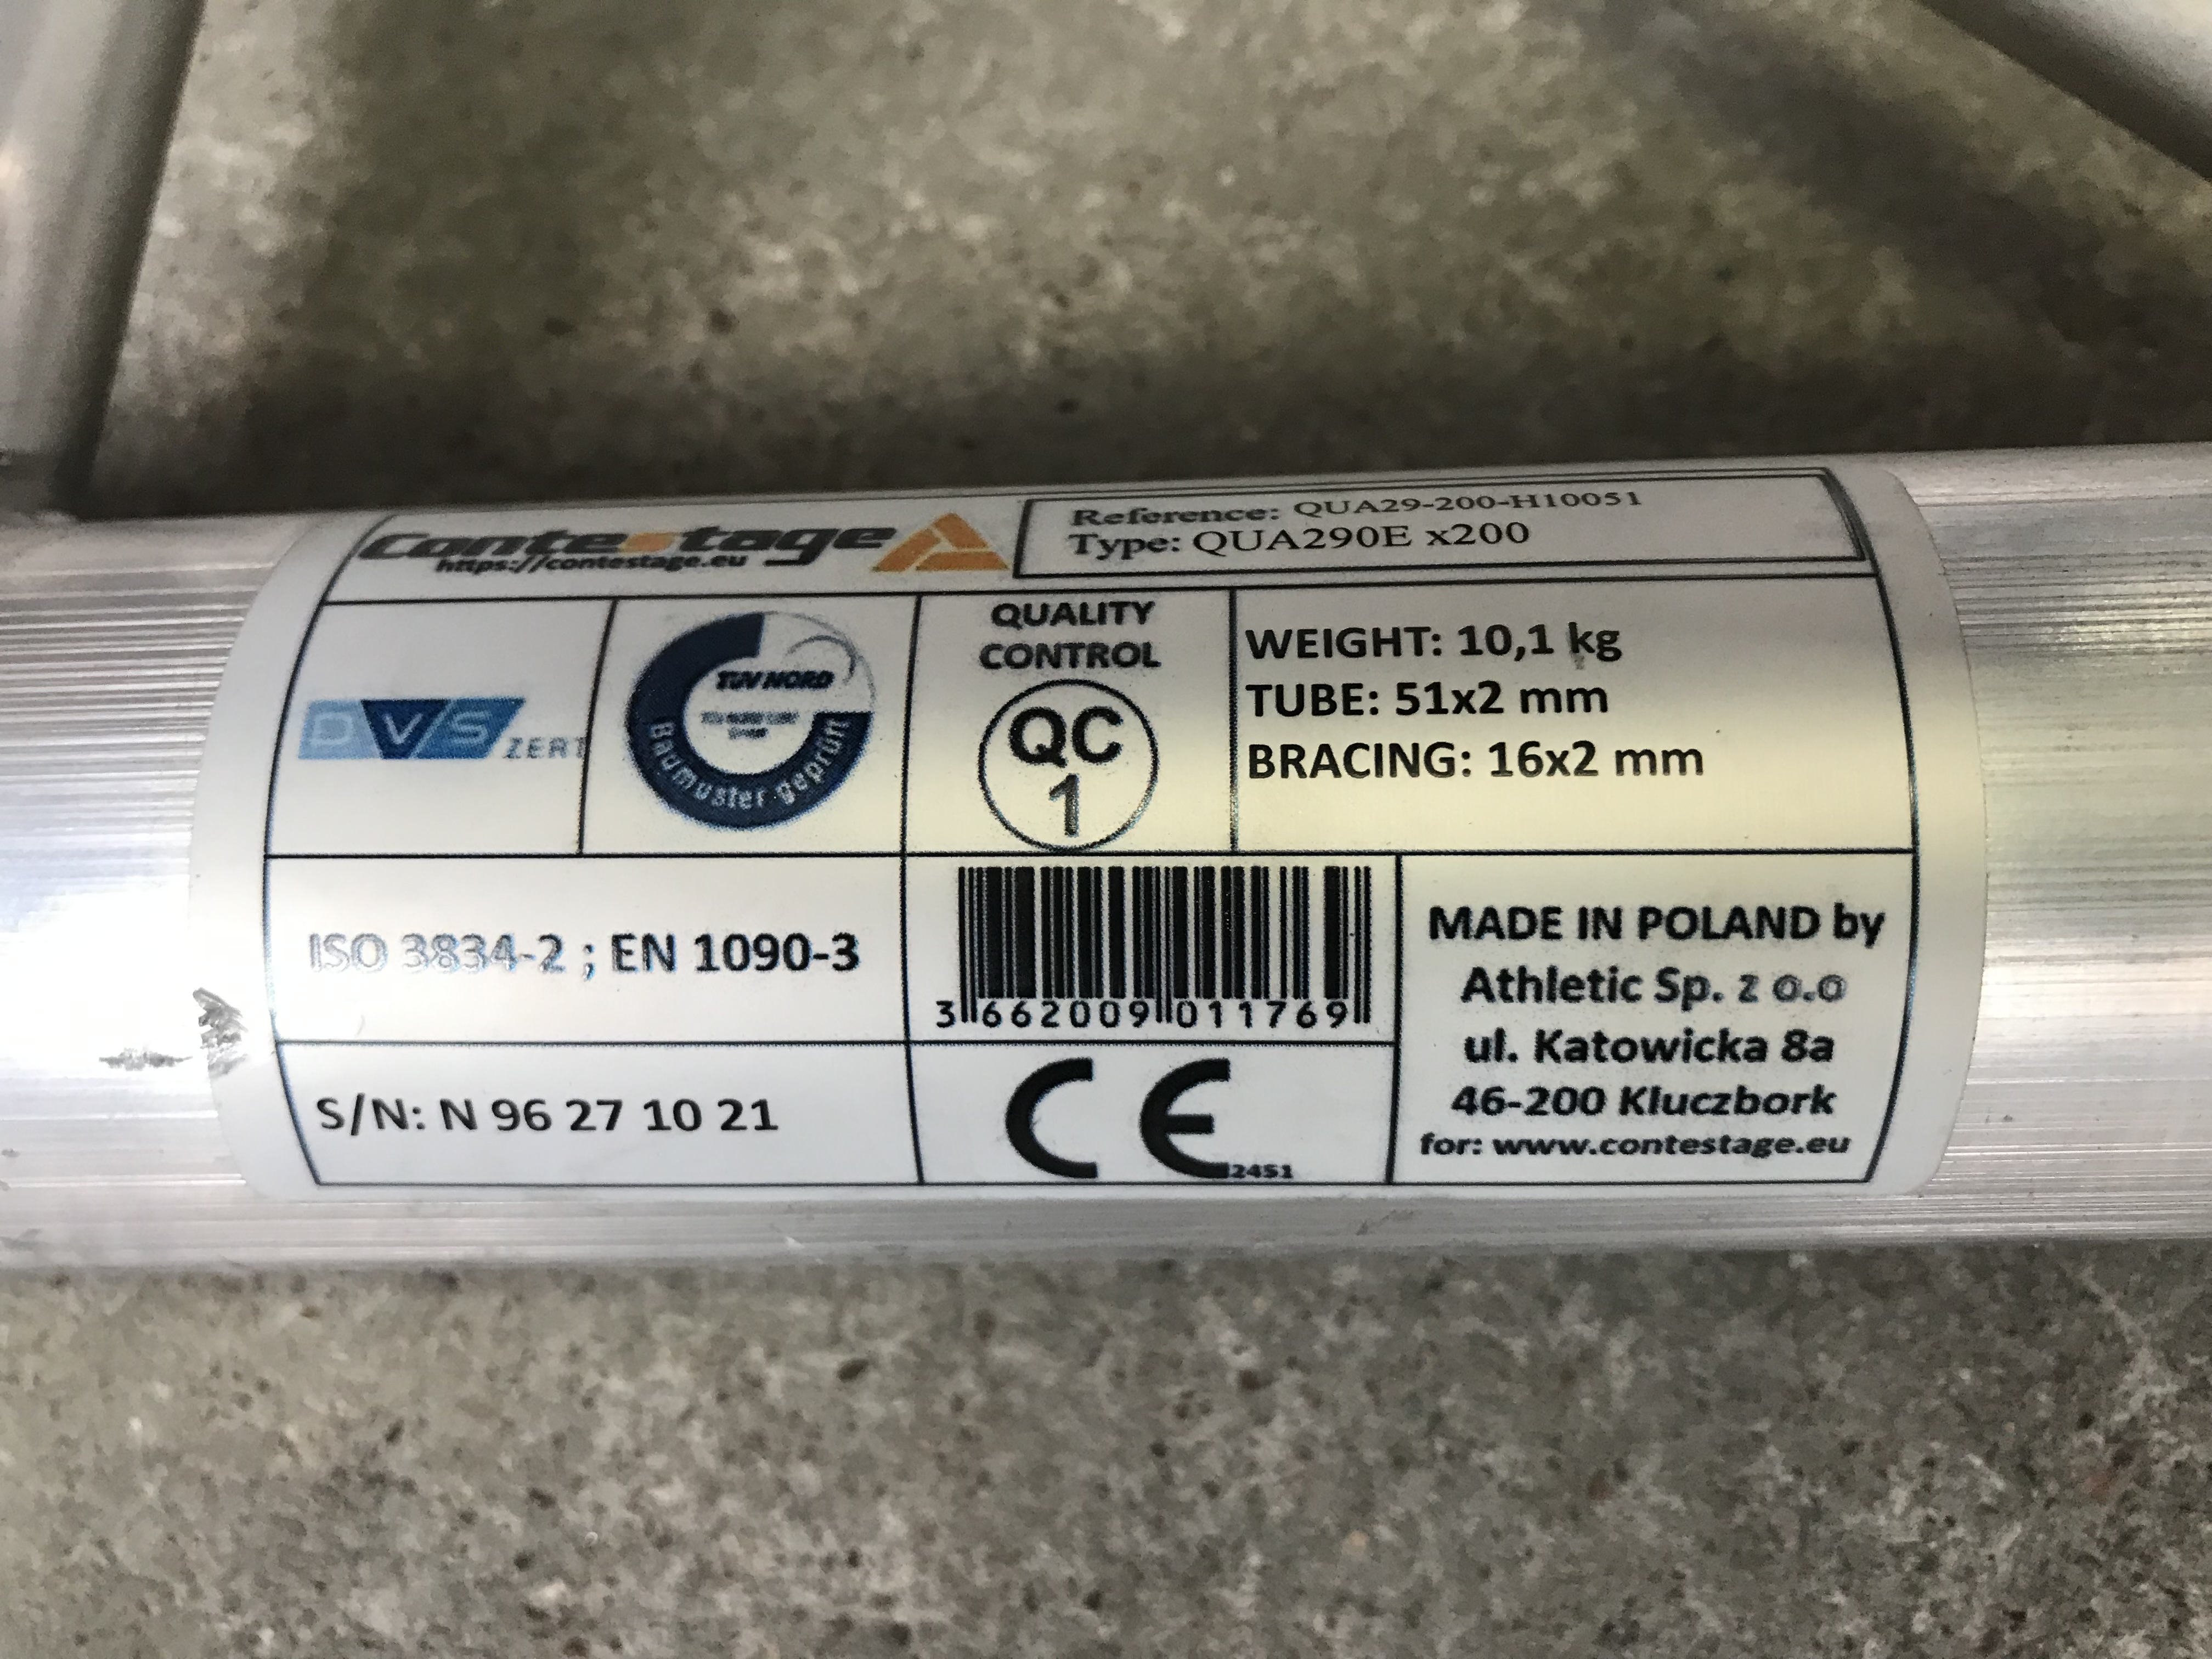 Contestage
https://contestage.eu
Reference: QUA29-200-H10051
Type: QUA290E x200
DVS ZERT
TÜV NORD
Baumuster geprüft
QUALITY
CONTROL
QC
1
WEIGHT: 10,1 kg
TUBE: 51x2 mm
BRACING: 16x2 mm
ISO 3834-2 ; EN 1090-3
3 662009 011769
MADE IN POLAND by
Athletic Sp. z o.o
ul. Katowicka 8a
46-200 Kluczbork
for: www.contestage.eu
S/N: N 96 27 10 21
CE 2451